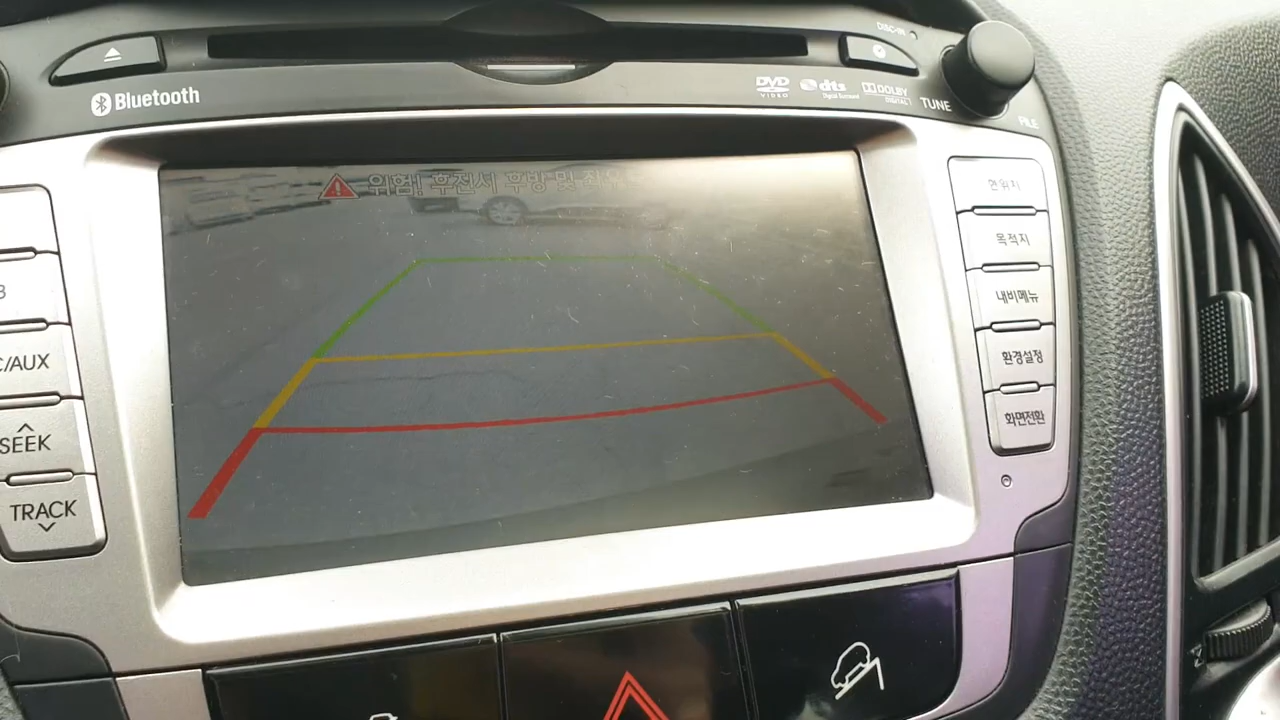 DISC-IN
Bluetooth
DVD
VIDEO
dts
Digital Surround
DOLBY
DIGITAL
TUNE
FILE
위험! 후진시 후방 및 좌우
현위치
목적지
내비메뉴
환경설정
화면전환
C/AUX
SEEK
TRACK